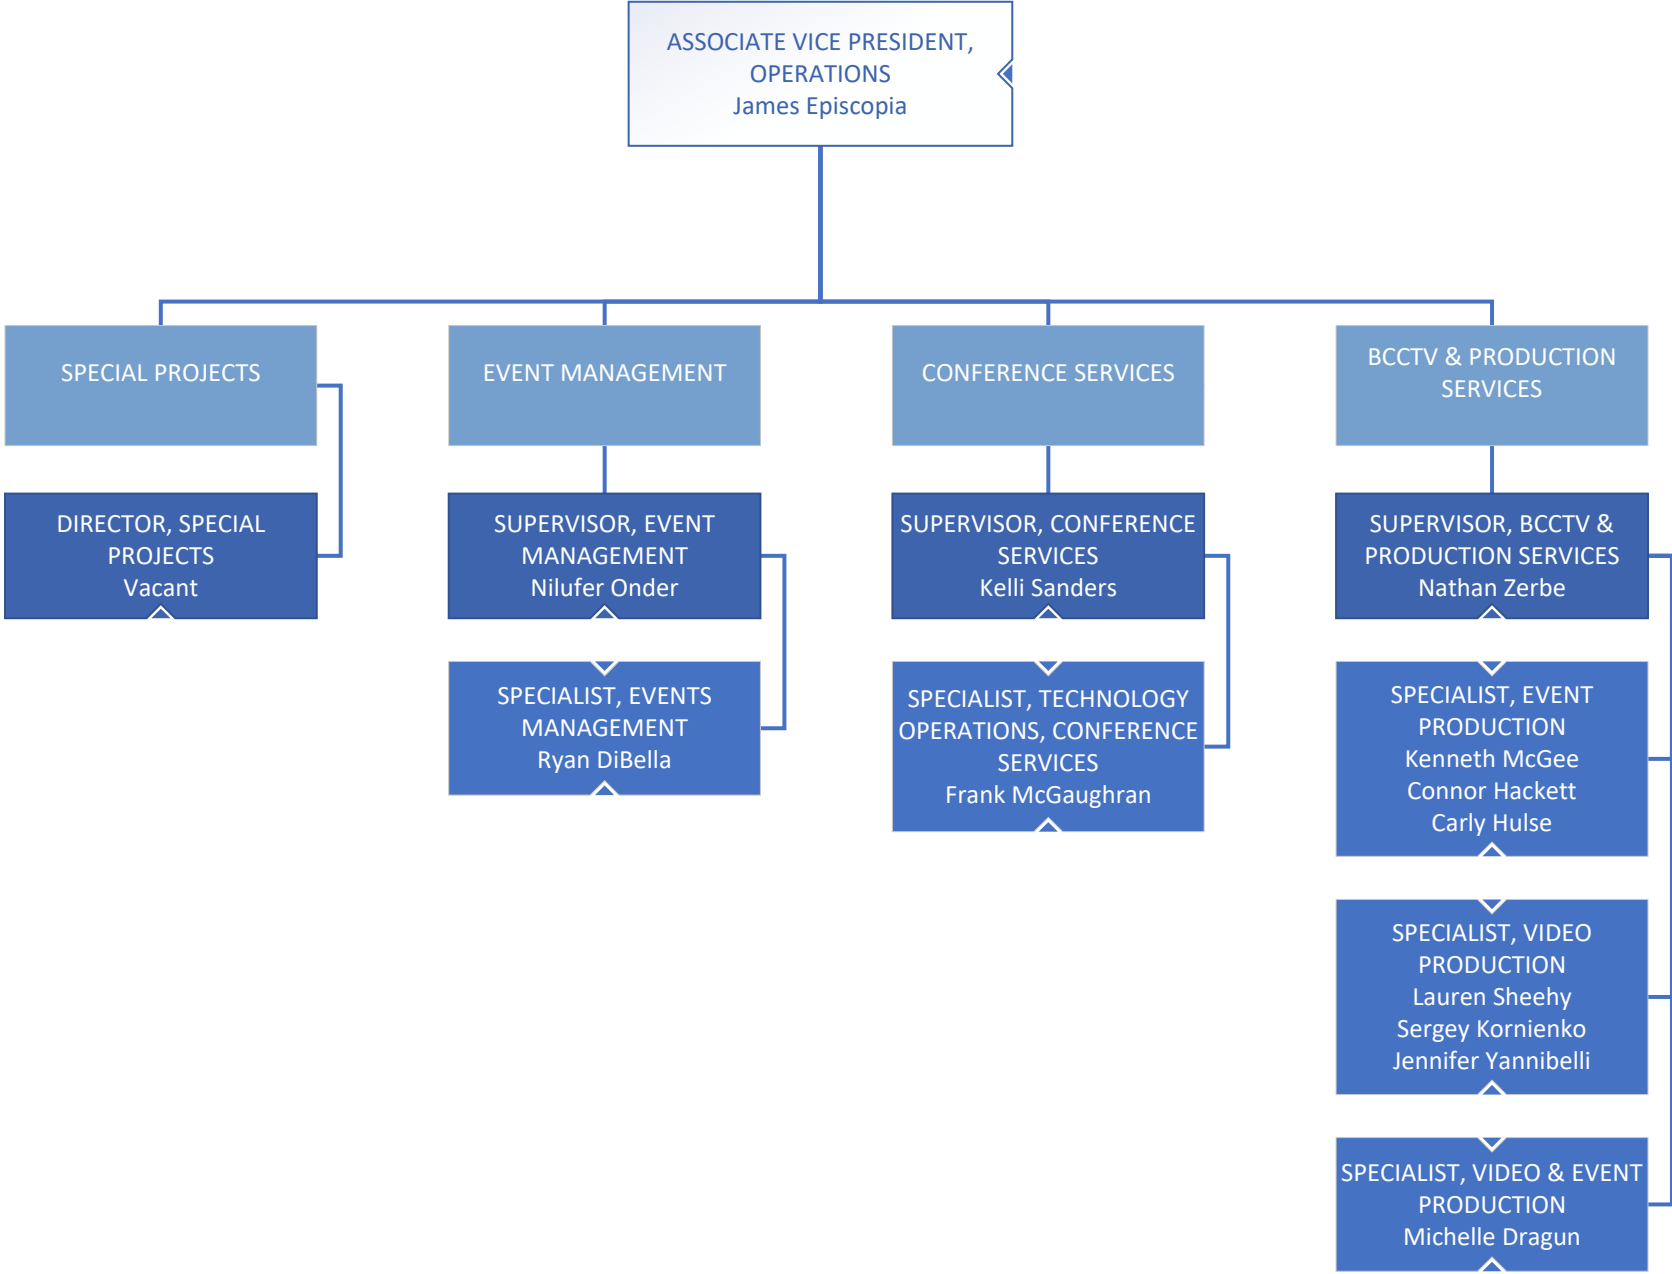 ASSOCIATE VICE PRESIDENT,
OPERATIONS
James Episcopia
SPECIAL PROJECTS
DIRECTOR, SPECIAL
PROJECTS
Vacant
EVENT MANAGEMENT
SUPERVISOR, EVENT
MANAGEMENT
Nilufer Onder
SPECIALIST, EVENTS
MANAGEMENT
Ryan DiBella
CONFERENCE SERVICES
SUPERVISOR, CONFERENCE
SERVICES
Kelli Sanders
SPECIALIST, TECHNOLOGY
OPERATIONS, CONFERENCE
SERVICES
Frank McGaughran
BCCTV & PRODUCTION
SERVICES
SUPERVISOR, BCCTV &
PRODUCTION SERVICES
Nathan Zerbe
SPECIALIST, EVENT
PRODUCTION
Kenneth McGee
Connor Hackett
Carly Hulse
SPECIALIST, VIDEO
PRODUCTION
Lauren Sheehy
Sergey Kornienko
Jennifer Yannibelli
SPECIALIST, VIDEO & EVENT
PRODUCTION
Michelle Dragun